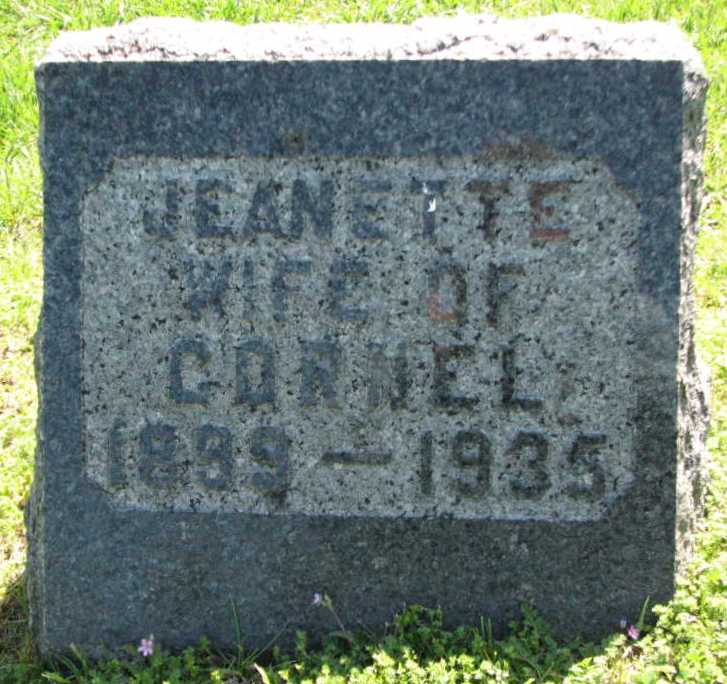 JEANETTE
WIFE OF
CORNEL
1899 — 1935